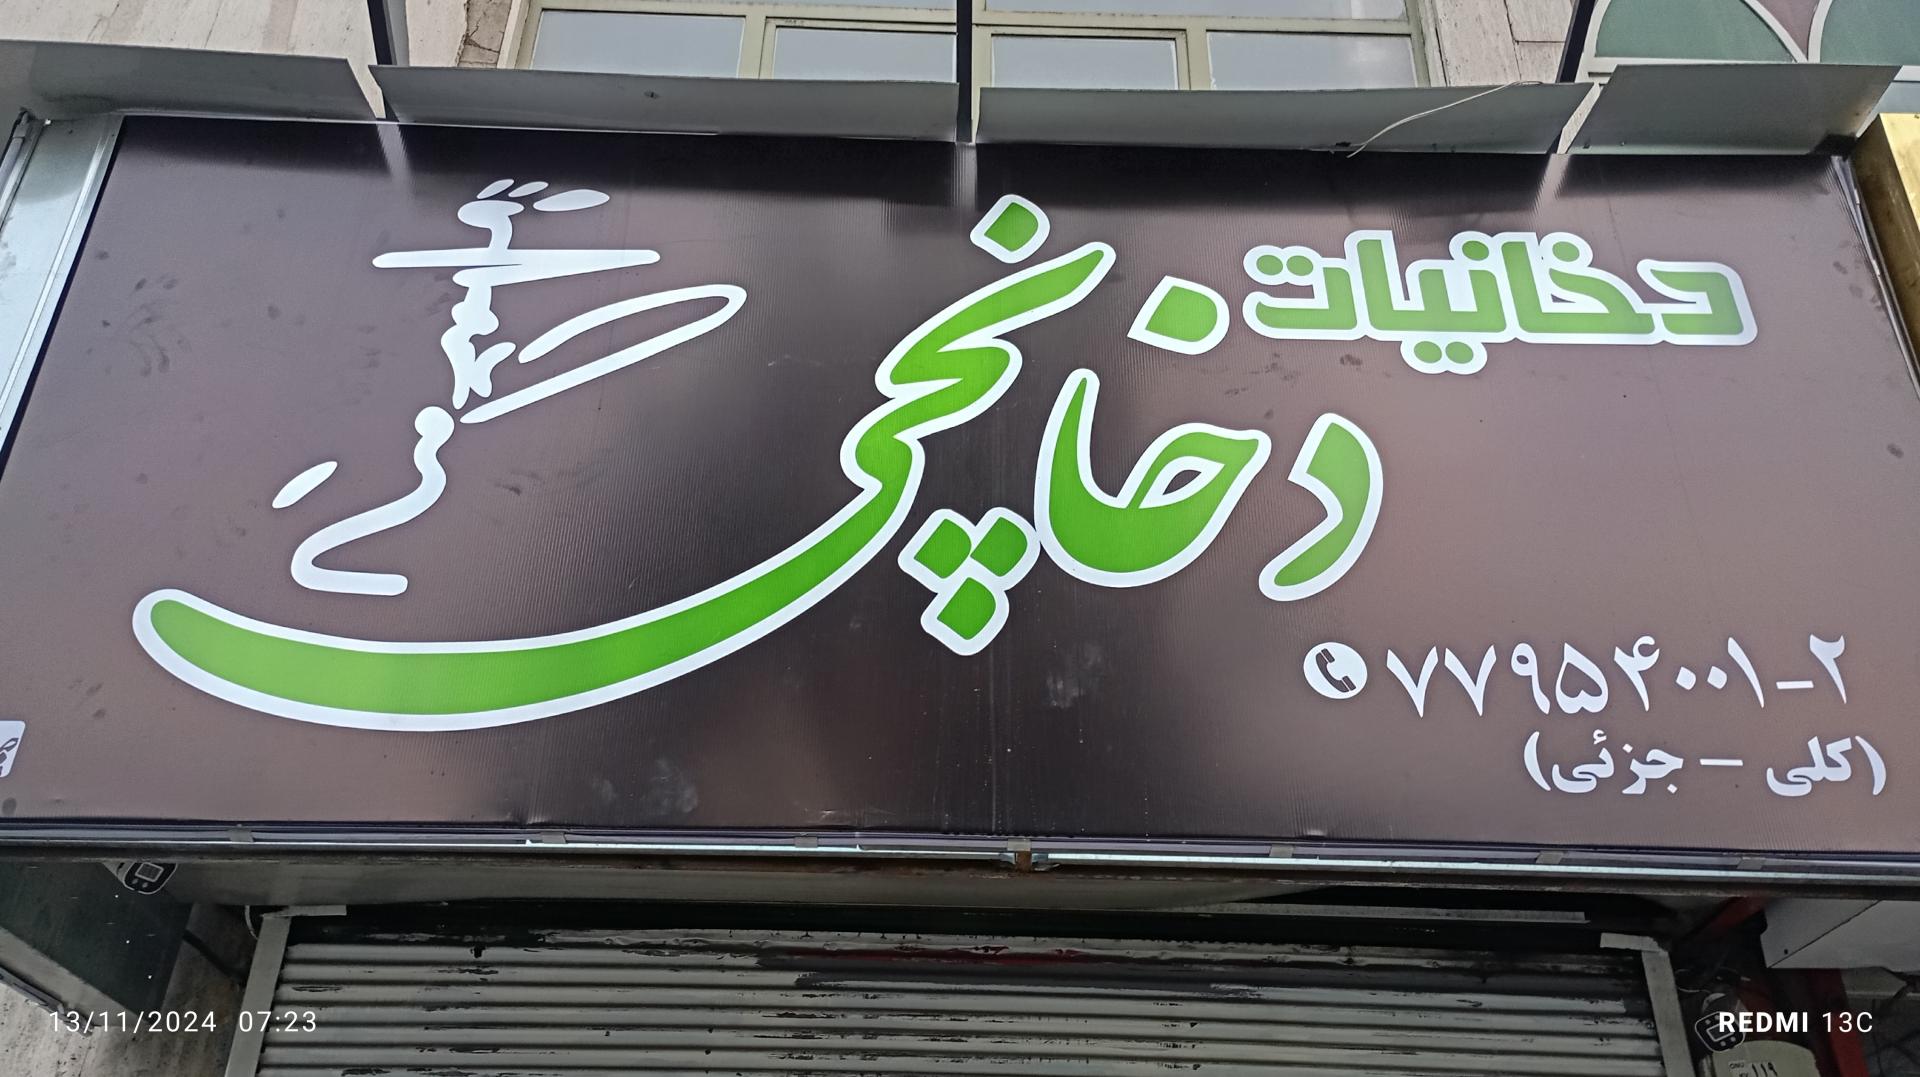 دخانیات
دخانچی
۷۷۹۵۴۰۰۱-۲
(کلی - جزئی)
13/11/2024 07:23
REDMI 13C